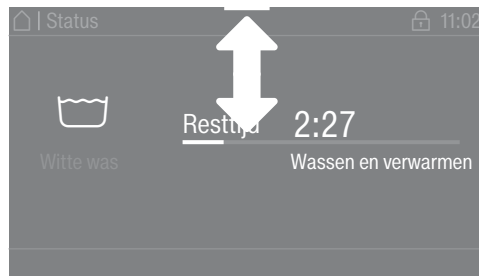 | Status 11:02
Resttijd 2:27
Witte was Wassen en verwarmen